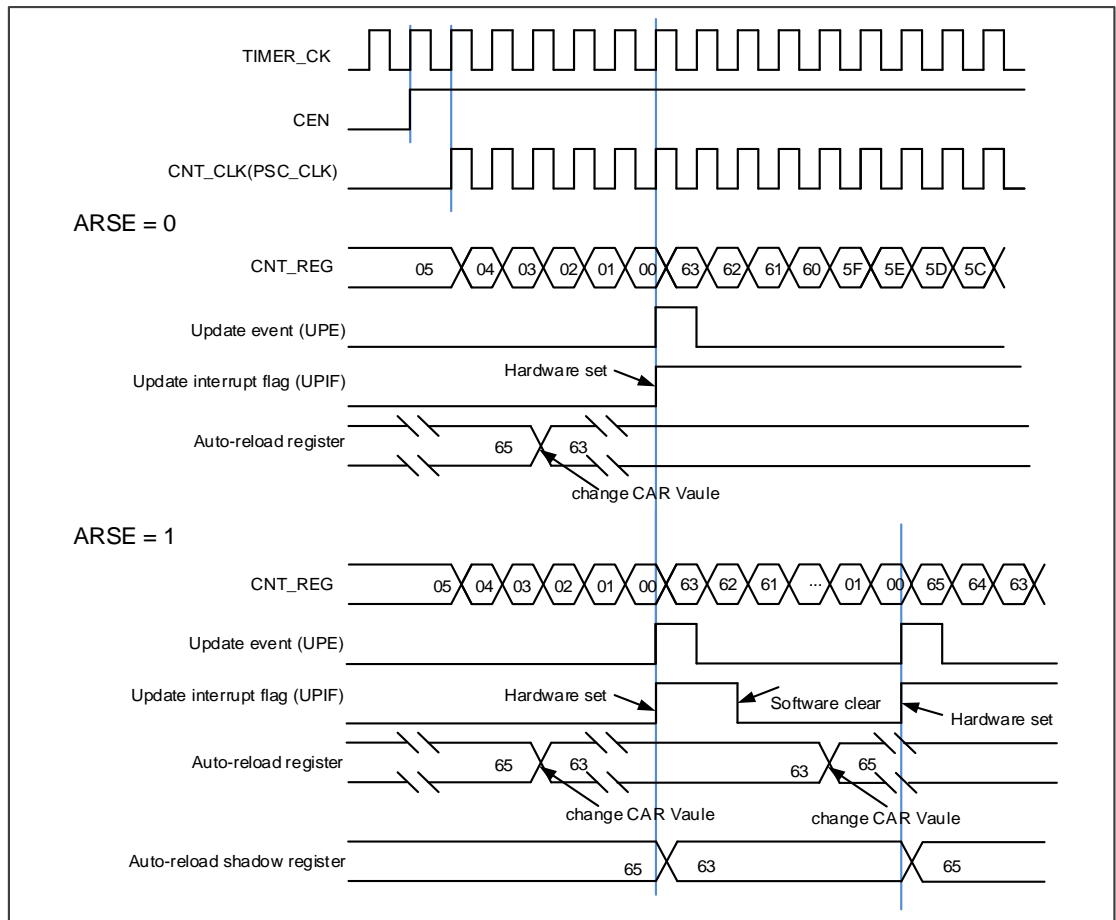 TIMER_CK
CEN
CNT_CLK(PSC_CLK)
ARSE = 0
CNT_REG 05 04 03 02 01 00 63 62 61 60 5F 5E 5D 5C
Update event (UPE)
Update interrupt flag (UPIF) Hardware set
Auto-reload register 65 63
change CAR Vaule
ARSE = 1
CNT_REG 05 04 03 02 01 00 63 62 61 ... 01 00 65 64 63
Update event (UPE)
Update interrupt flag (UPIF) Hardware set Software clear Hardware set
Auto-reload register 65 63 63 65
change CAR Vaule change CAR Vaule
Auto-reload shadow register 65 63 65